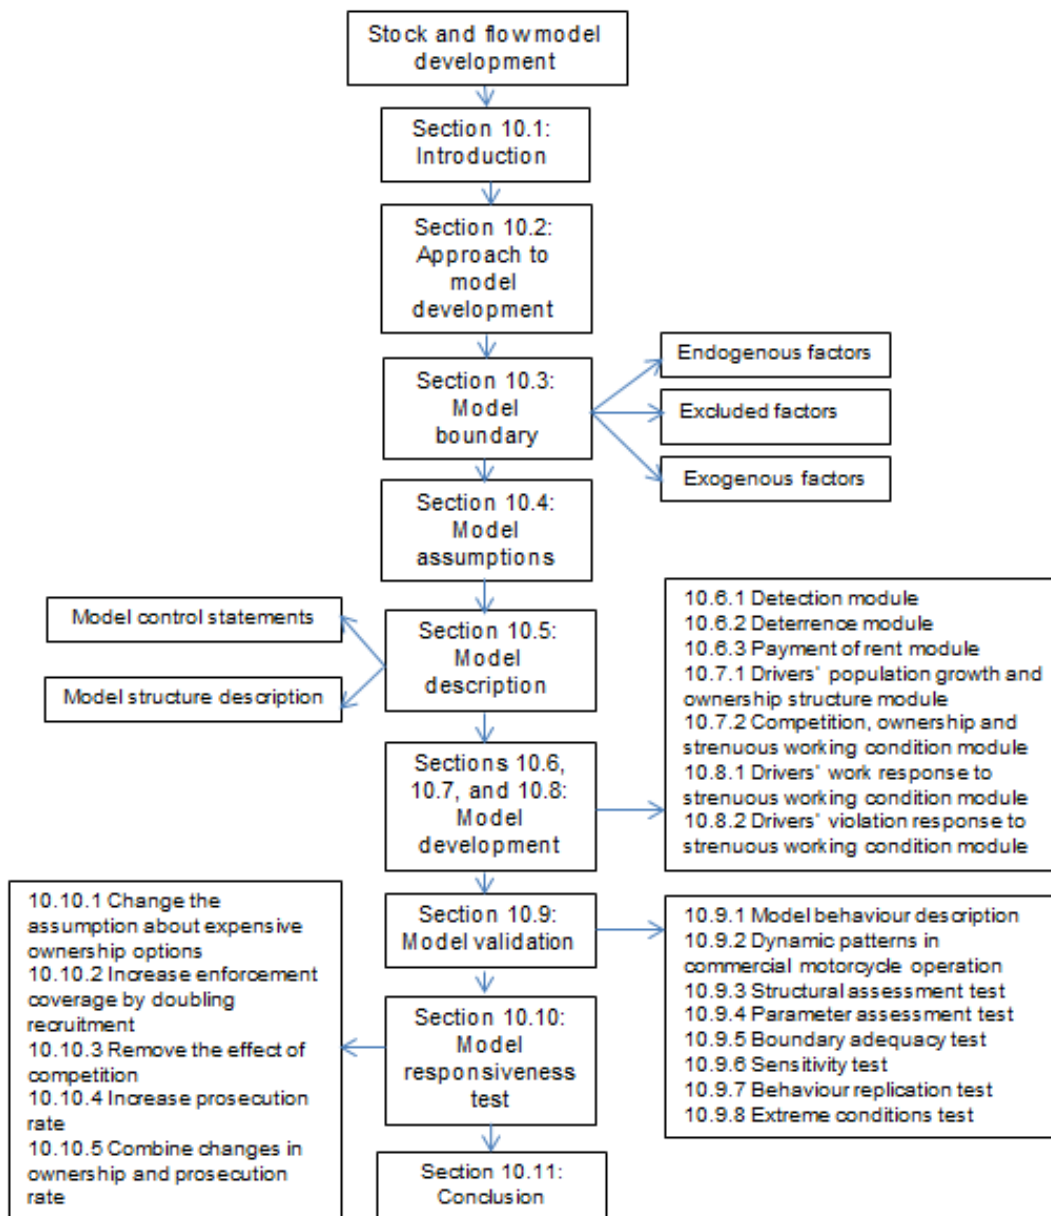 Stock and flow model
development
Section 10.1:
Introduction
Section 10.2:
Approach to
model
development
Section 10.3:
Model
boundary
Endogenous factors
Excluded factors
Exogenous factors
Section 10.4:
Model
assumptions
Section 10.5:
Model
description
Model control statements
Model structure description
Sections 10.6,
10.7, and 10.8:
Model
development
10.6.1 Detection module
10.6.2 Deterrence module
10.6.3 Payment of rent module
10.7.1 Drivers' population growth and
ownership structure module
10.7.2 Competition, ownership and
strenuous working condition module
10.8.1 Drivers' work response to
strenuous working condition module
10.8.2 Drivers' violation response to
strenuous working condition module
Section 10.9:
Model validation
10.9.1 Model behaviour description
10.9.2 Dynamic patterns in
commercial motorcycle operation
10.9.3 Structural assessment test
10.9.4 Parameter assessment test
10.9.5 Boundary adequacy test
10.9.6 Sensitivity test
10.9.7 Behaviour replication test
10.9.8 Extreme conditions test
Section 10.10:
Model
responsiveness
test
10.10.1 Change the
assumption about expensive
ownership options
10.10.2 Increase enforcement
coverage by doubling
recruitment
10.10.3 Remove the effect of
competition
10.10.4 Increase prosecution
rate
10.10.5 Combine changes in
ownership and prosecution
rate
Section 10.11:
Conclusion